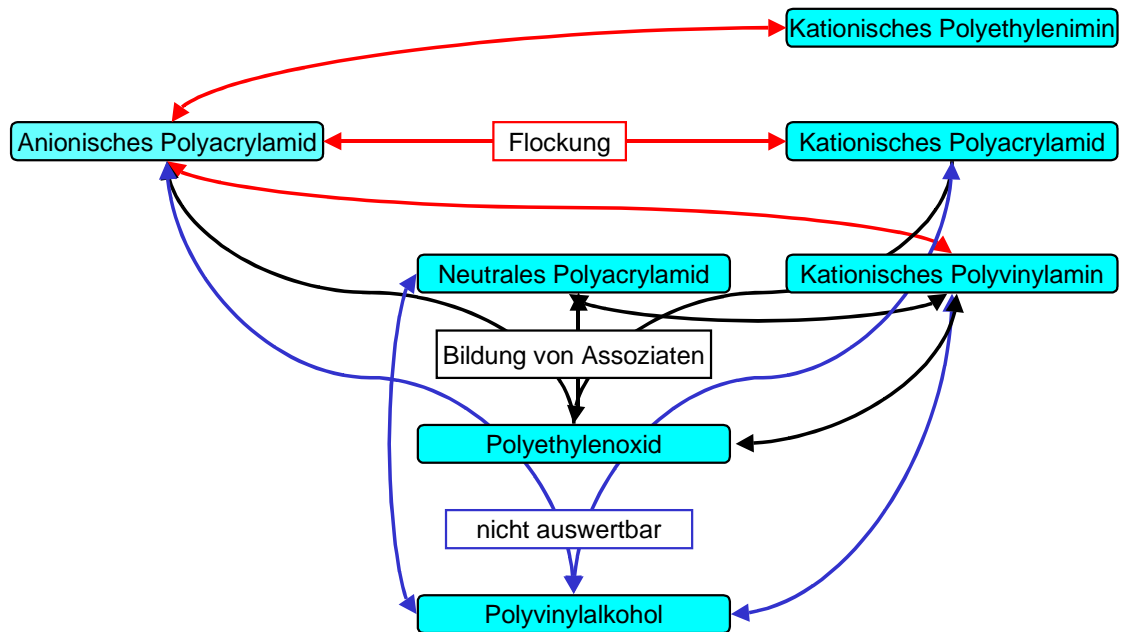 Kationisches Polyethylenimin
Anionisches Polyacrylamid
Flockung
Kationisches Polyacrylamid
Neutrales Polyacrylamid
Kationisches Polyvinylamin
Bildung von Assoziaten
Polyethylenoxid
nicht auswertbar
Polyvinylalkohol